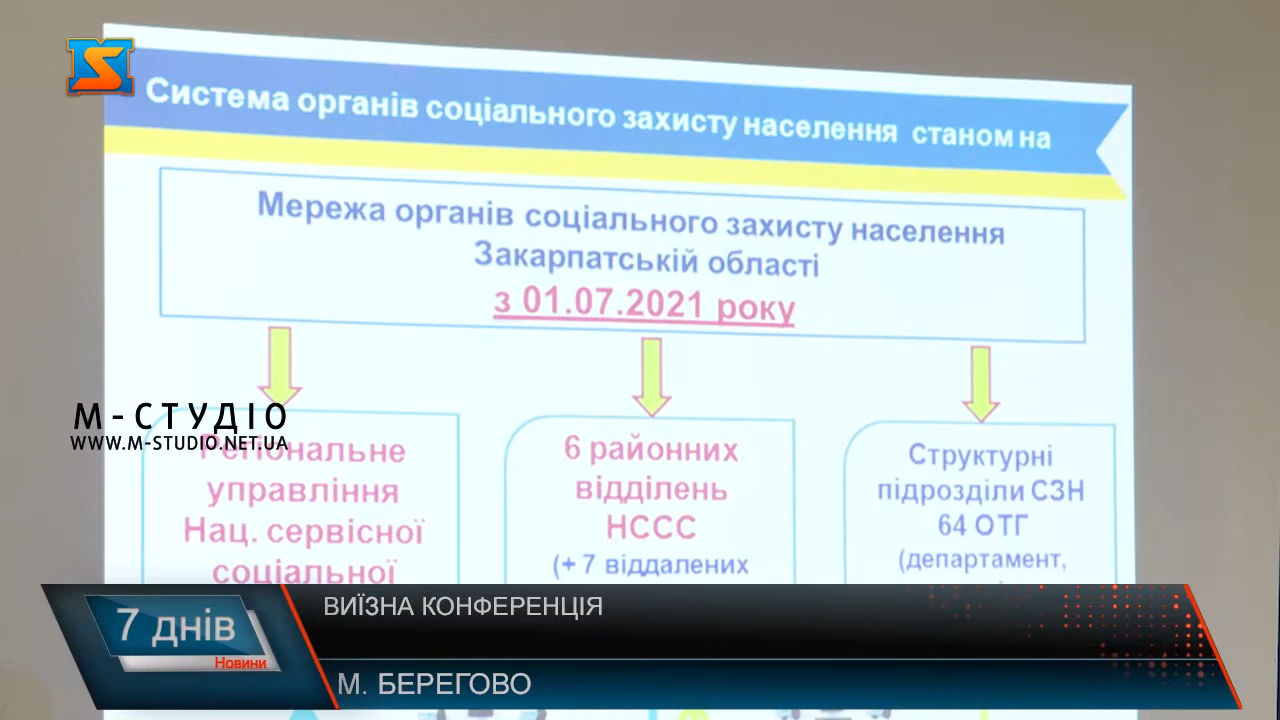 Система органів соціального захисту населення станом на
Мережа органів соціального захисту населення
Закарпатській області
з 01.07.2021 року
М-СТУДІО
WWW.M-STUDIO.NET.UA
Регіональне
управління
Нац. сервісної
соціальної
6 районних
відділень
НССС
(+ 7 віддалених
Структурні
підрозділи СЗН
64 ОТГ
(департамент,
7 днів
Новини
ВИЇЗНА КОНФЕРЕНЦІЯ
М. БЕРЕГОВО